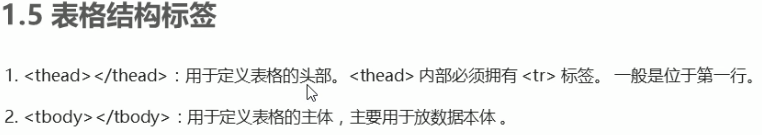 1.5 表格结构标签
1. <thead></thead>：用于定义表格的头部。<thead> 内部必须拥有 <tr> 标签。 一般是位于第一行。
2. <tbody></tbody>：用于定义表格的主体，主要用于放数据本体 。